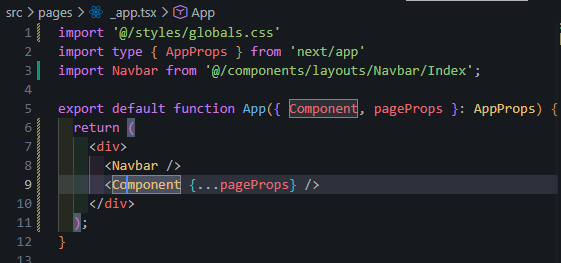 src > pages > _app.tsx > App
1 import '@/styles/globals.css'
2 import type { AppProps } from 'next/app'
3 import Navbar from '@/components/layouts/Navbar/Index';
4
5 export default function App({ Component, pageProps }: AppProps) {
6   return (
7     <div>
8       <Navbar />
9       <Component {...pageProps} />
10     </div>
11   );
12 }
13